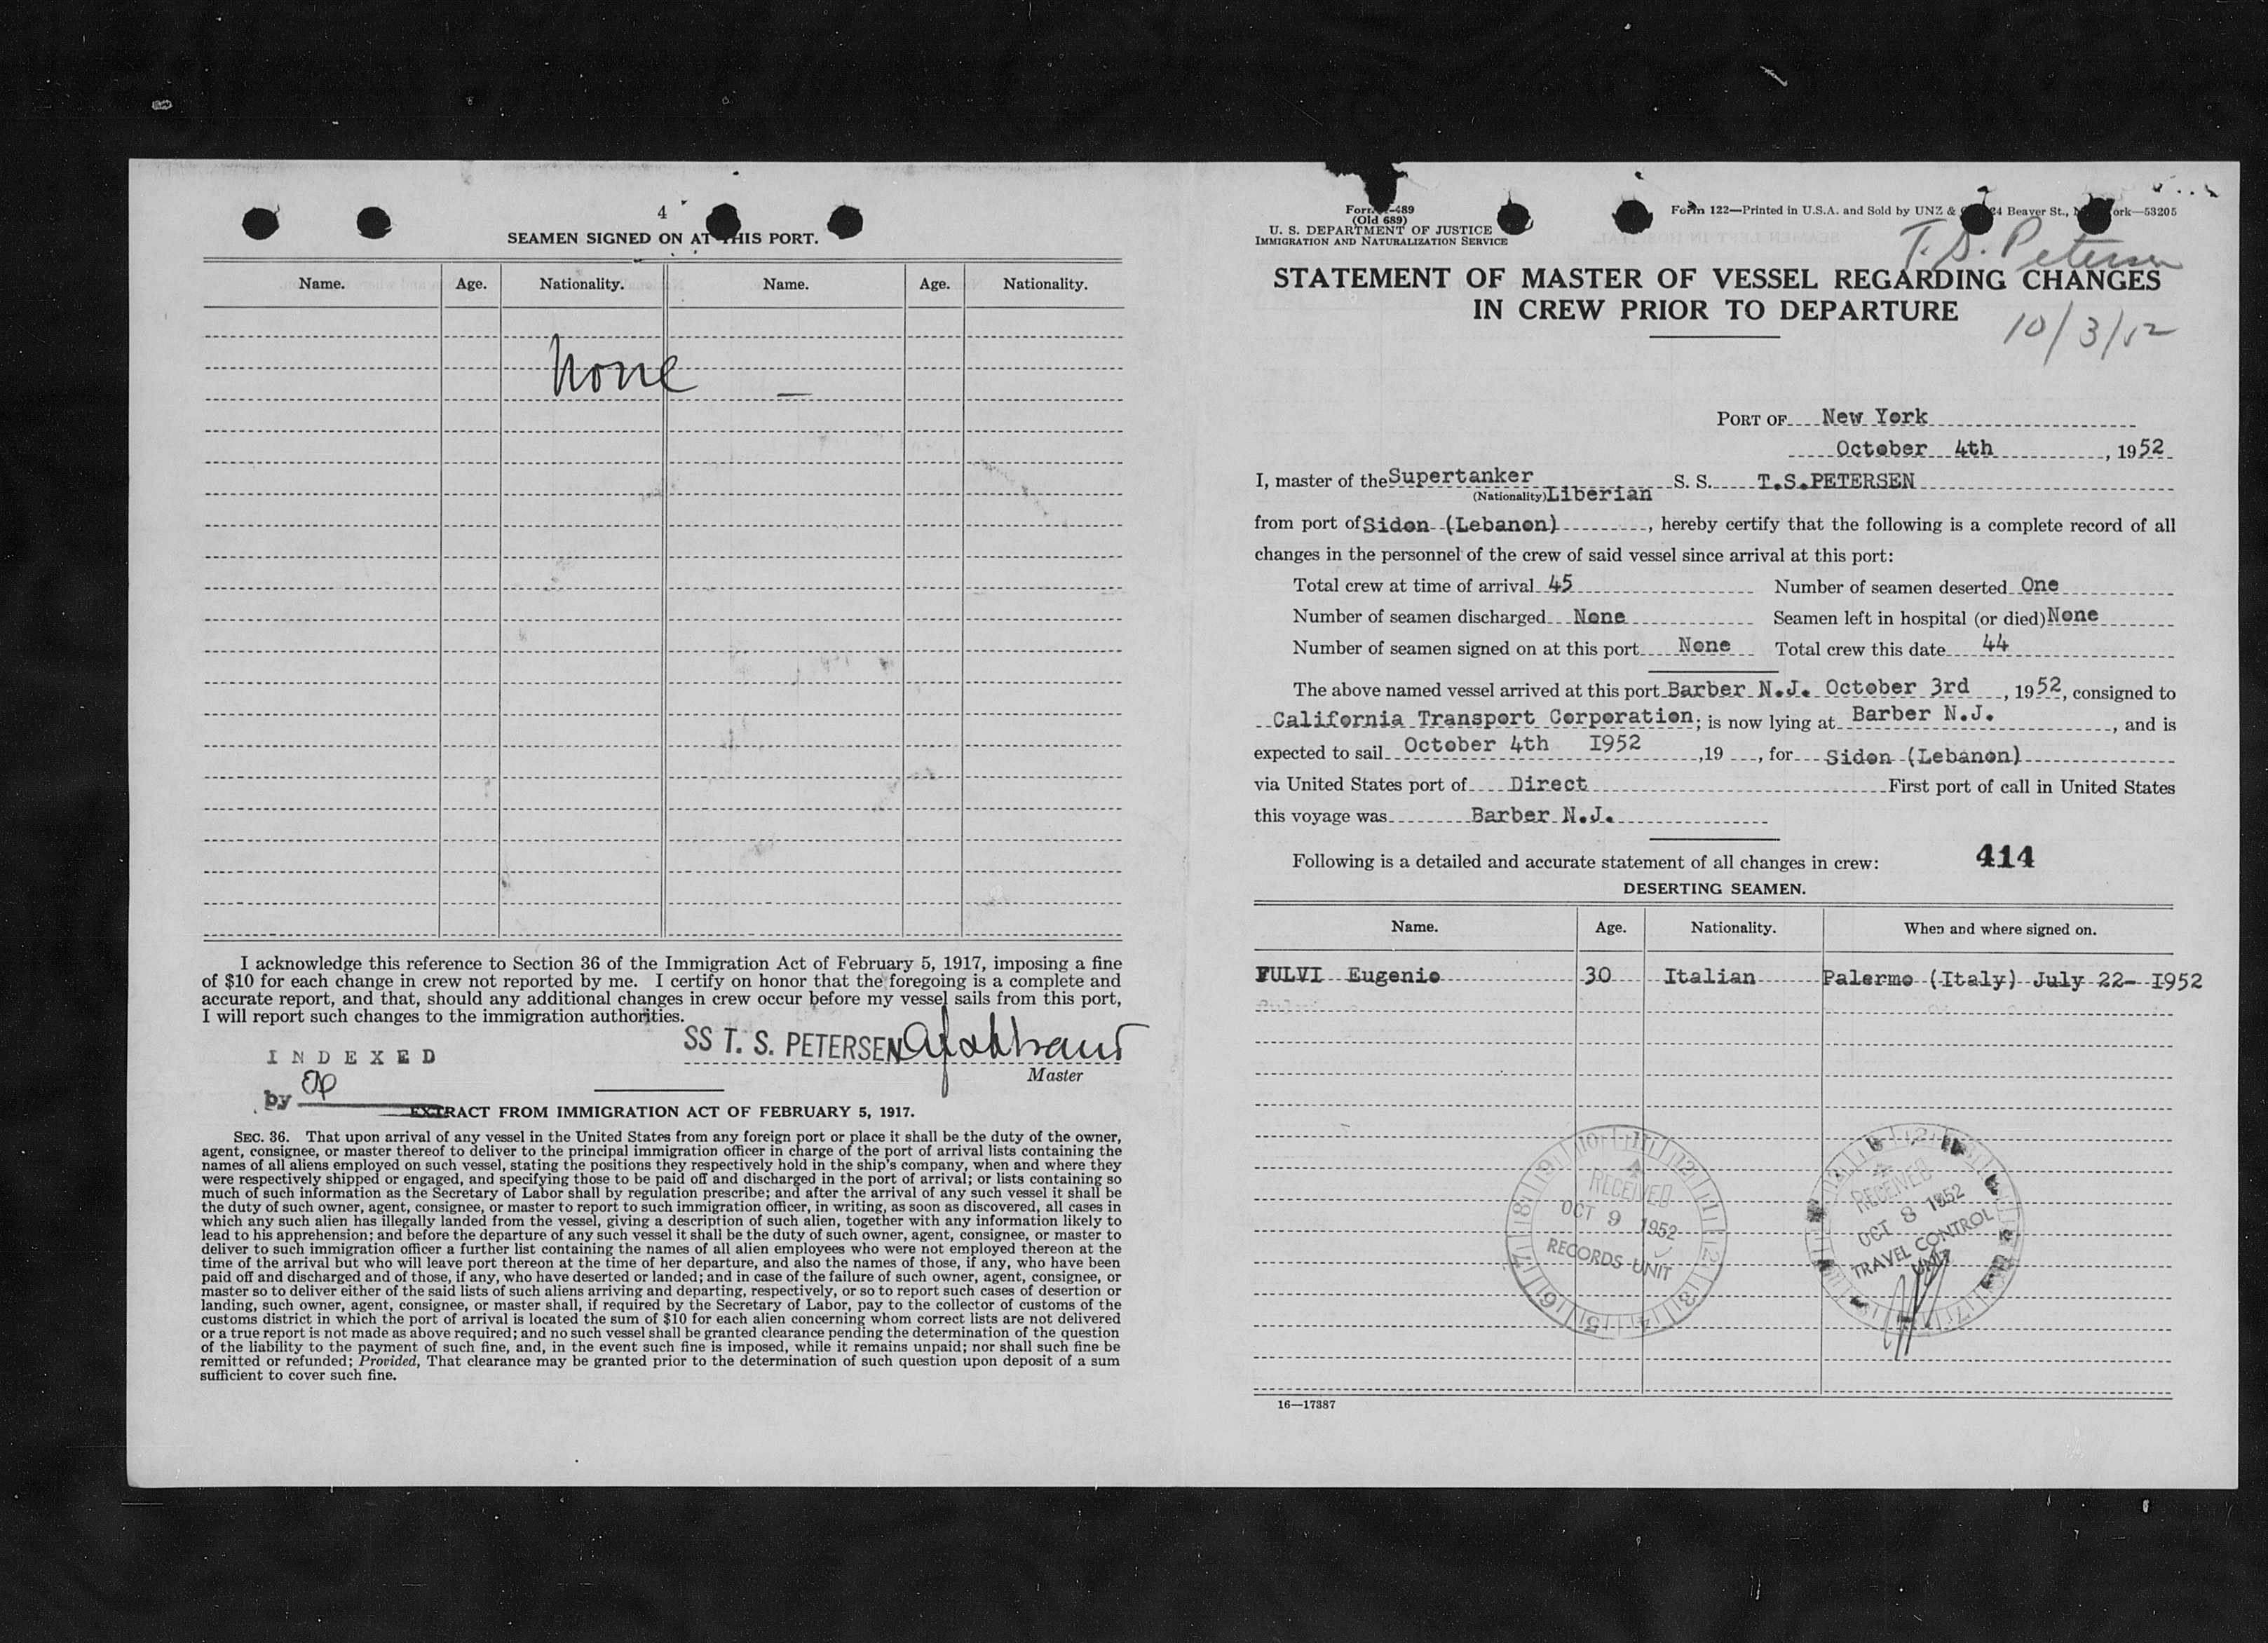 4
SEAMEN SIGNED ON AT THIS PORT.
Name. Age. Nationality. Name. Age. Nationality.
None —
I acknowledge this reference to Section 36 of the Immigration Act of February 5, 1917, imposing a fine
of $10 for each change in crew not reported by me. I certify on honor that the foregoing is a complete and
accurate report, and that, should any additional changes in crew occur before my vessel sails from this port,
I will report such changes to the immigration authorities.
SS T. S. PETERSEN
Master
INDEXED
by
EXTRACT FROM IMMIGRATION ACT OF FEBRUARY 5, 1917.
SEC. 36. That upon arrival of any vessel in the United States from any foreign port or place it shall be the duty of the owner,
agent, consignee, or master thereof to deliver to the principal immigration officer in charge of the port of arrival lists containing the
names of all aliens employed on such vessel, stating the positions they respectively hold in the ship's company, when and where they
were respectively shipped or engaged, and specifying those to be paid off and discharged in the port of arrival; or lists containing so
much of such information as the Secretary of Labor shall by regulation prescribe; and after the arrival of any such vessel it shall be
the duty of such owner, agent, consignee, or master to report to such immigration officer, in writing, as soon as discovered, all cases in
which any such alien has illegally landed from the vessel, giving a description of such alien, together with any information likely to
lead to his apprehension; and before the departure of any such vessel it shall be the duty of such owner, agent, consignee, or master to
deliver to such immigration officer a further list containing the names of all alien employees who were not employed thereon at the
time of the arrival but who will leave port thereon at the time of her departure, and also the names of those, if any, who have been
paid off and discharged and of those, if any, who have deserted or landed; and in case of the failure of such owner, agent, consignee, or
master so to deliver either of the said lists of such aliens arriving and departing, respectively, or so to report such cases of desertion or
landing, such owner, agent, consignee, or master shall, if required by the Secretary of Labor, pay to the collector of customs of the
customs district in which the port of arrival is located the sum of $10 for each alien concerning whom correct lists are not delivered
or a true report is not made as above required; and no such vessel shall be granted clearance pending the determination of the question
of the liability to the payment of such fine, and, in the event such fine is imposed, while it remains unpaid; nor shall such fine be
remitted or refunded; Provided, That clearance may be granted prior to the determination of such question upon deposit of a sum
sufficient to cover such fine.
(Old 689)
U. S. DEPARTMENT OF JUSTICE
IMMIGRATION AND NATURALIZATION SERVICE
Form 122—Printed in U.S.A. and Sold by UNZ & Beaver St., 53205
T. S. Petersen
STATEMENT OF MASTER OF VESSEL REGARDING CHANGES
IN CREW PRIOR TO DEPARTURE
10/3/52
PORT OF New York
October 4th, 1952
I, master of the Supertanker S. S. T.S.PETERSEN
(Nationality) Liberian
from port of Sidon (Lebanon), hereby certify that the following is a complete record of all
changes in the personnel of the crew of said vessel since arrival at this port:
Total crew at time of arrival 45 Number of seamen deserted One
Number of seamen discharged None Seamen left in hospital (or died) None
Number of seamen signed on at this port None Total crew this date 44
The above named vessel arrived at this port Barber N.J. October 3rd, 1952, consigned to
California Transport Corporation; is now lying at Barber N.J., and is
expected to sail October 4th I952, 19, for Sidon (Lebanon)
via United States port of Direct First port of call in United States
this voyage was Barber N.J.
Following is a detailed and accurate statement of all changes in crew: 414
DESERTING SEAMEN.
Name. Age. Nationality. When and where signed on.
FULVI Eugenio 30 Italian Palermo (Italy) July 22- I952
RECEIVED
OCT 9 1952
RECORDS UNIT
RECEIVED
OCT 8 1952
TRAVEL CONTROL
UNIT
16—17387